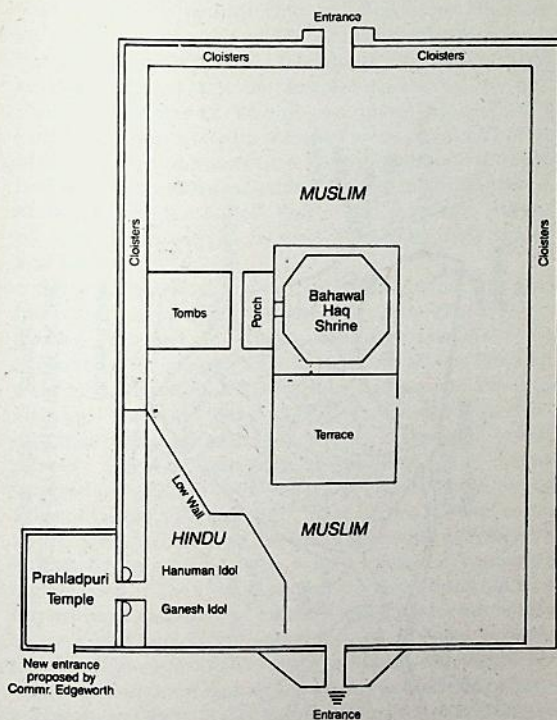 Entrance
Cloisters
Cloisters
MUSLIM
Cloisters
Cloisters
Tombs
Porch
Bahawal
Haq
Shrine
Terrace
Low Wall
HINDU
MUSLIM
Hanuman Idol
Prahladpuri
Temple
Ganesh Idol
New entrance
proposed by
Commr. Edgeworth
Entrance